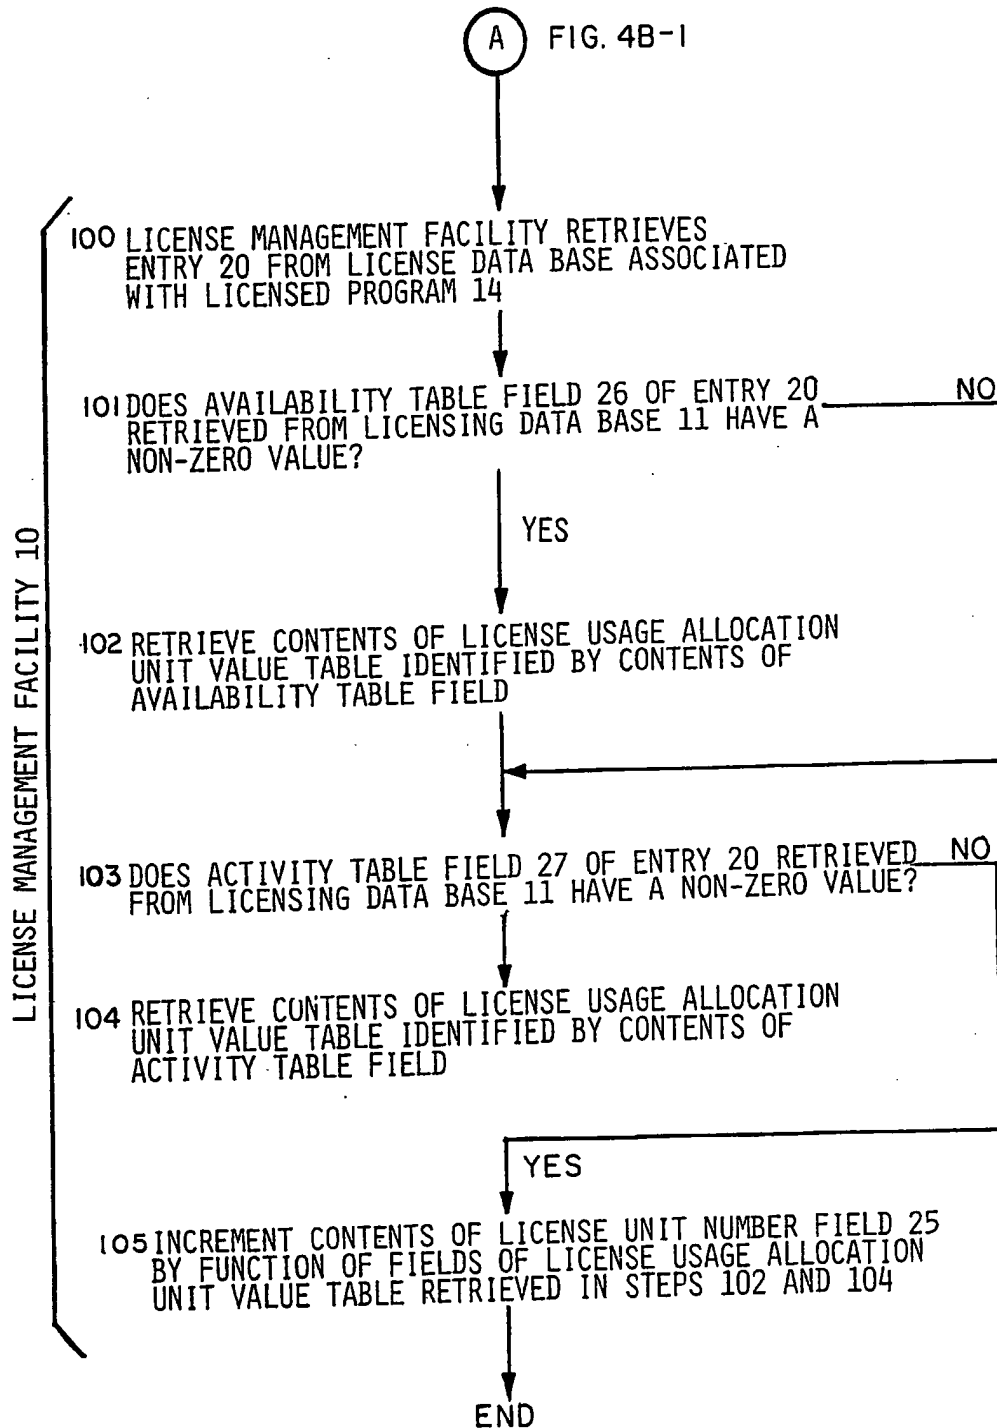 A FIG. 4B-1
100 LICENSE MANAGEMENT FACILITY RETRIEVES
ENTRY 20 FROM LICENSE DATA BASE ASSOCIATED
WITH LICENSED PROGRAM 14
101 DOES AVAILABILITY TABLE FIELD 26 OF ENTRY 20 NO
RETRIEVED FROM LICENSING DATA BASE 11 HAVE A
NON-ZERO VALUE?
YES
102 RETRIEVE CONTENTS OF LICENSE USAGE ALLOCATION
UNIT VALUE TABLE IDENTIFIED BY CONTENTS OF
AVAILABILITY TABLE FIELD
103 DOES ACTIVITY TABLE FIELD 27 OF ENTRY 20 RETRIEVED NO
FROM LICENSING DATA BASE 11 HAVE A NON-ZERO VALUE?
104 RETRIEVE CONTENTS OF LICENSE USAGE ALLOCATION
UNIT VALUE TABLE IDENTIFIED BY CONTENTS OF
ACTIVITY TABLE FIELD
YES
105 INCREMENT CONTENTS OF LICENSE UNIT NUMBER FIELD 25
BY FUNCTION OF FIELDS OF LICENSE USAGE ALLOCATION
UNIT VALUE TABLE RETRIEVED IN STEPS 102 AND 104
END
LICENSE MANAGEMENT FACILITY 10